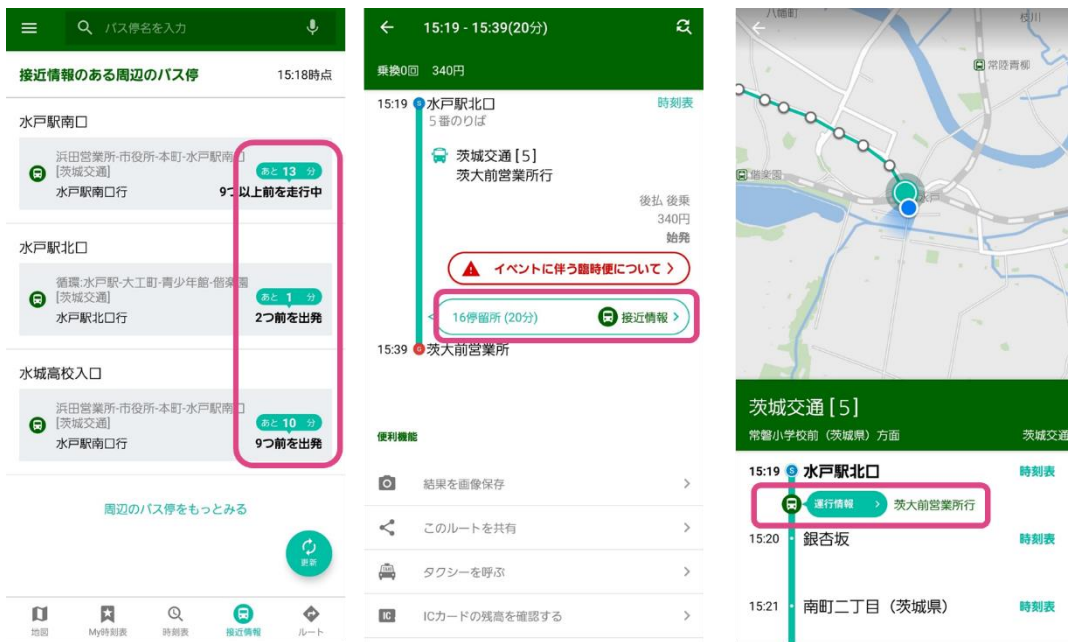 バス停名を入力
接近情報のある周辺のバス停 15:18時点
水戸駅南口
浜田営業所-市役所-本町-水戸駅南口
[茨城交通]
あと 13 分
水戸駅南口行
9つ以上前を走行中
水戸駅北口
循環:水戸駅-大工町-青少年館-偕楽園
[茨城交通]
あと 1 分
水戸駅北口行
2つ前を出発
水城高校入口
浜田営業所-市役所-本町-水戸駅南口
[茨城交通]
あと 10 分
水戸駅南口行
9つ前を出発
周辺のバス停をもっとみる
更新
地図 My時刻表 時刻表 接近情報 ルート
15:19 - 15:39(20分)
乗換0回 340円
15:19 S 水戸駅北口 時刻表
5番のりば
茨城交通[5]
茨大前営業所行
後払 後乗
340円
始発
イベントに伴う臨時便について
16停留所 (20分) 接近情報
15:39 G 茨大前営業所
便利機能
結果を画像保存
このルートを共有
タクシーを呼ぶ
IC ICカードの残高を確認する
八幡町
枝川
常陸青柳
偕楽園
水戸
茨城交通[5]
常磐小学校前（茨城県）方面 茨城交通
15:19 S 水戸駅北口 時刻表
運行情報 茨大前営業所行
15:20 銀杏坂 時刻表
15:21 南町二丁目（茨城県） 時刻表